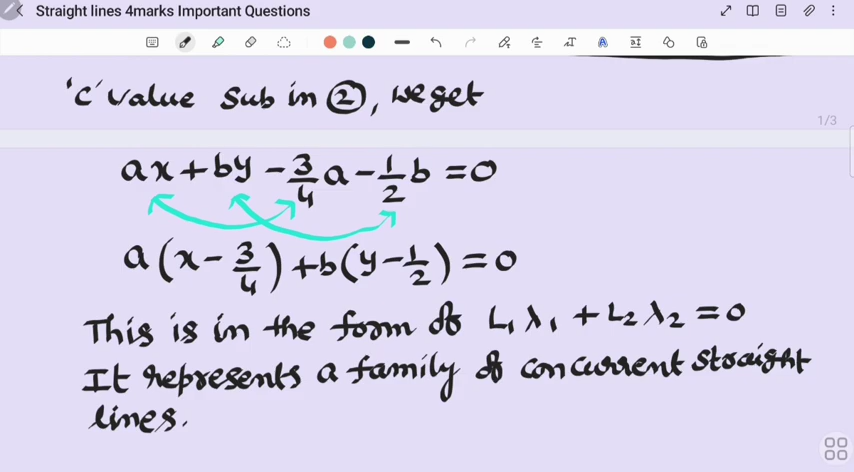 Straight lines 4marks Important Questions
'C' value Sub in ②, we get
1/3
ax + by - 3/4 a - 1/2 b = 0
a(x - 3/4) + b(y - 1/2) = 0
This is in the form of L₁λ₁ + L₂λ₂ = 0
It represents a family of concurrent straight
lines.